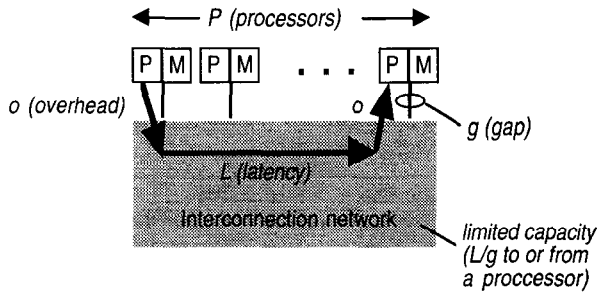 P (processors)
P M P M . . . P M
o (overhead)
o
g (gap)
L (latency)
Interconnection network
limited capacity
(L/g to or from
a proccessor)